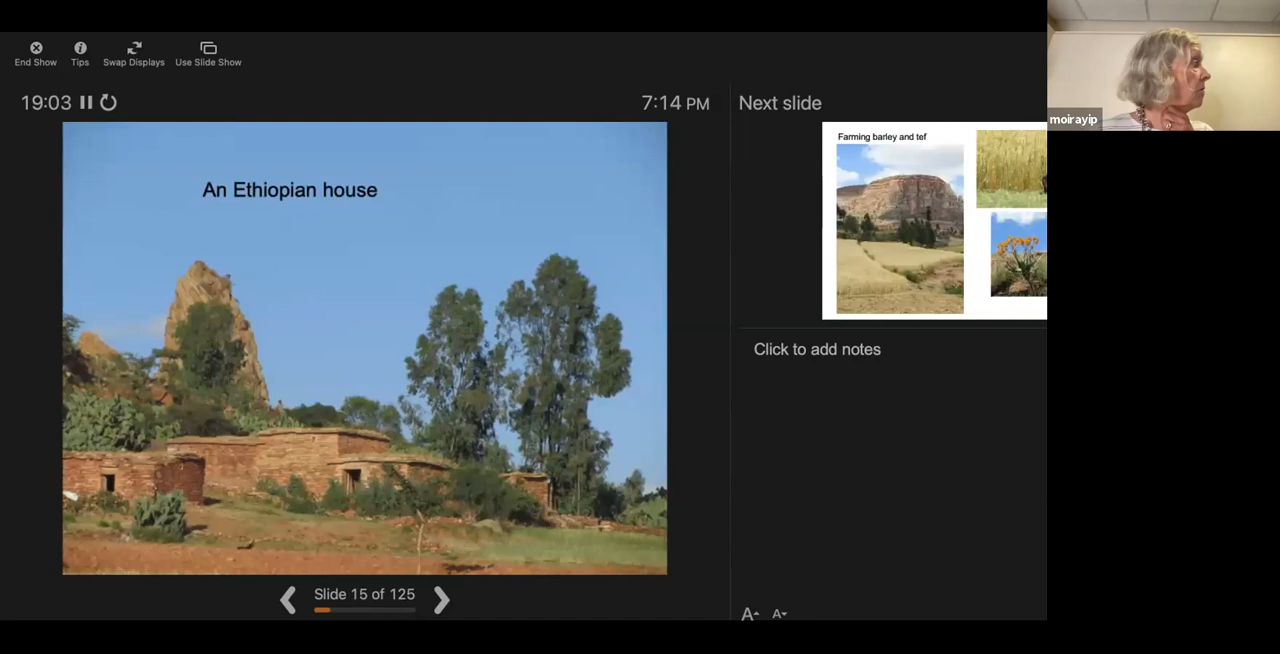 End Show
Tips
Swap Displays
Use Slide Show
19:03
7:14 PM
Next slide
moirayip
An Ethiopian house
Farming barley and tef
Click to add notes
Slide 15 of 125
A A